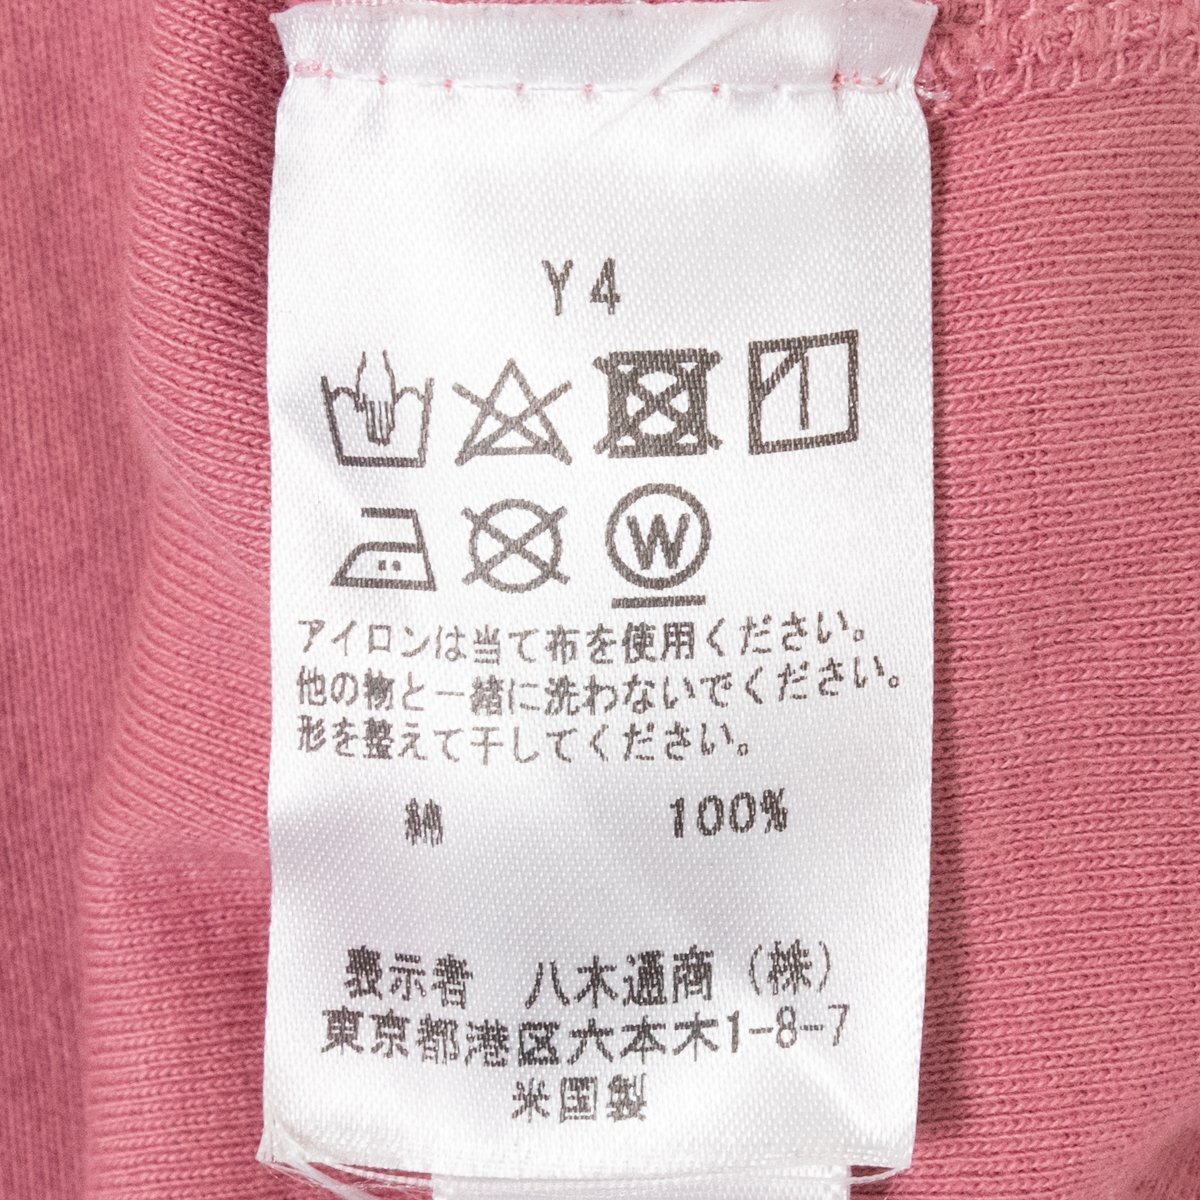 Y4
W
アイロンは当て布を使用ください。
他の物と一緒に洗わないでください。
形を整えて干してください。
綿 100%
表示者 八木通商(株)
東京都港区六本木1-8-7
米国製